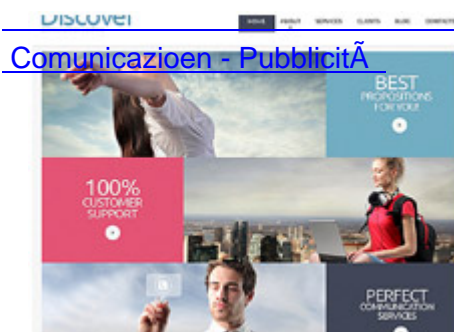 Discover
HOME ABOUT SERVICES CLIENTS BLOG CONTACTS
Comunicazioen - PubblicitÃ
BEST
PROPOSITIONS
FOR YOU!
100%
CUSTOMER
SUPPORT
PERFECT
COMMUNICATION
SERVICES